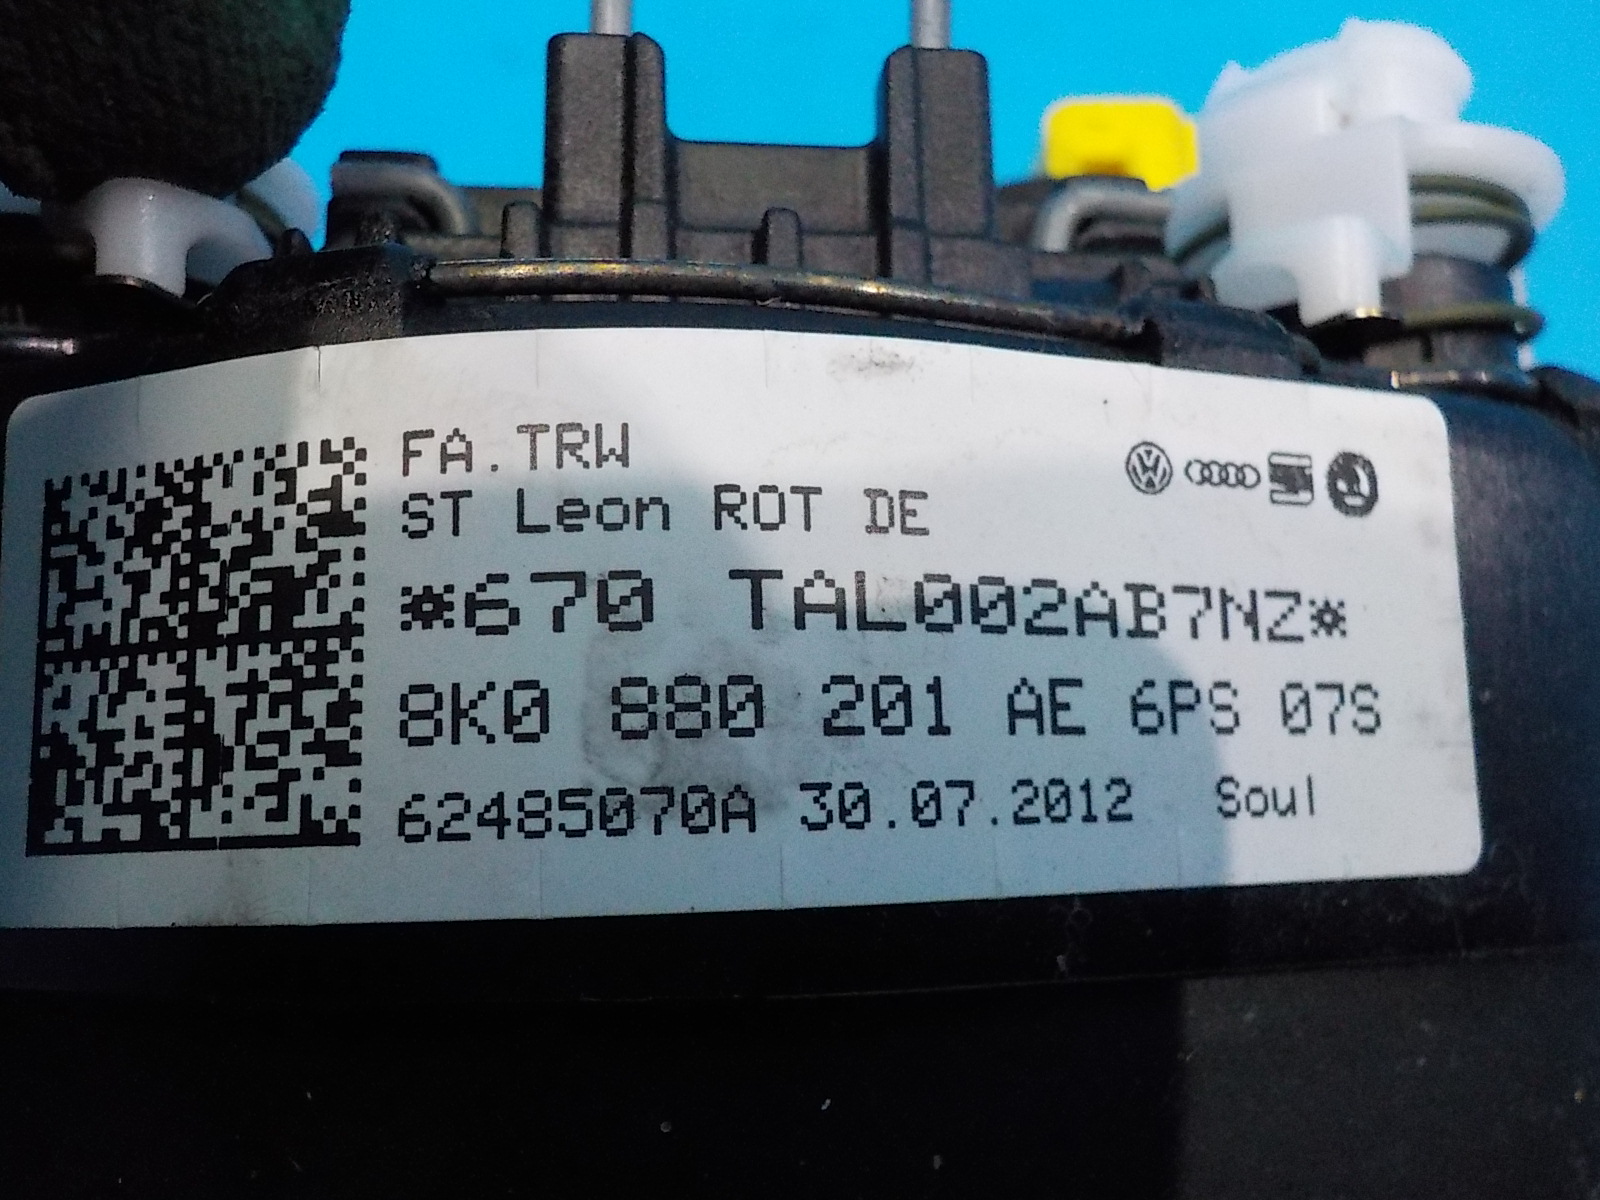 FA.TRW
ST Leon ROT DE
*670 TAL002AB7NZ*
8K0 880 201 AE 6PS 07S
62485070A 30.07.2012 Soul